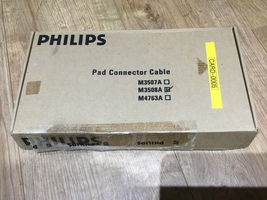 PHILIPS
Pad Connector Cable
M3507A
M3508A
M4763A
CARD-0005
PHILIPS